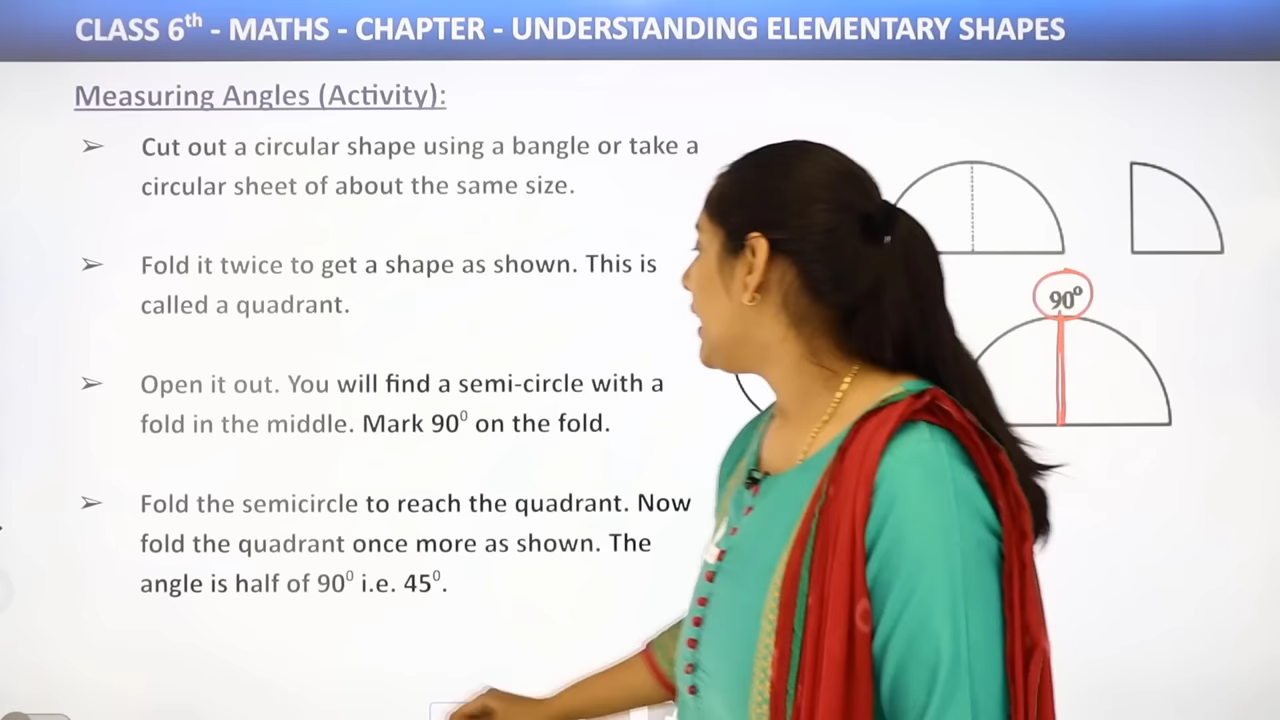 CLASS 6th - MATHS - CHAPTER - UNDERSTANDING ELEMENTARY SHAPES
Measuring Angles (Activity):
➢ Cut out a circular shape using a bangle or take a
circular sheet of about the same size.
➢ Fold it twice to get a shape as shown. This is
called a quadrant.
➢ Open it out. You will find a semi-circle with a
fold in the middle. Mark 90⁰ on the fold.
➢ Fold the semicircle to reach the quadrant. Now
fold the quadrant once more as shown. The
angle is half of 90⁰ i.e. 45⁰.
90⁰